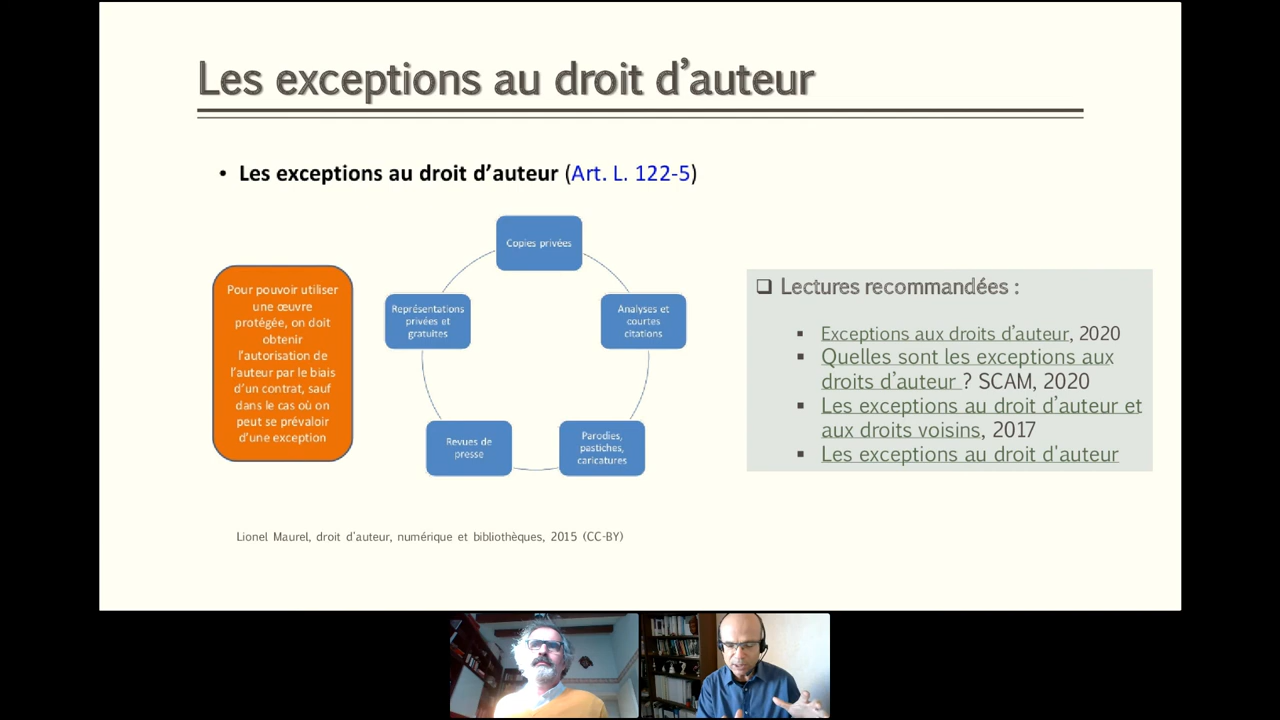 Les exceptions au droit d'auteur
• Les exceptions au droit d'auteur (Art. L. 122-5)
Pour pouvoir utiliser
une œuvre
protégée, on doit
obtenir
l'autorisation de
l'auteur par le biais
d'un contrat, sauf
dans le cas où on
peut se prévaloir
d'une exception
Copies privées
Représentations
privées et
gratuites
Analyses et
courtes
citations
Revues de
presse
Parodies,
pastiches,
caricatures
Lectures recommandées :
Exceptions aux droits d'auteur, 2020
Quelles sont les exceptions aux
droits d'auteur ? SCAM, 2020
Les exceptions au droit d'auteur et
aux droits voisins, 2017
Les exceptions au droit d'auteur
Lionel Maurel, droit d'auteur, numérique et bibliothèques, 2015 (CC-BY)